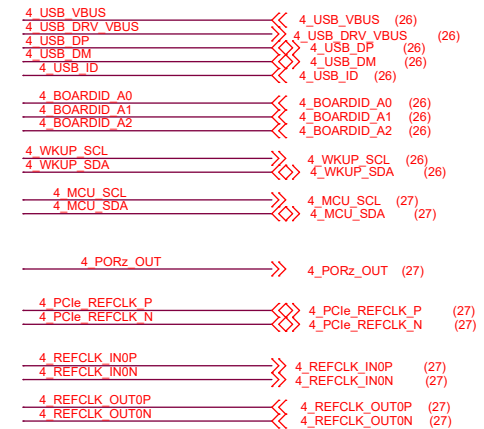 4_USB_VBUS 4_USB_VBUS (26)
4_USB_DRV_VBUS 4_USB_DRV_VBUS (26)
4_USB_DP 4_USB_DP (26)
4_USB_DM 4_USB_DM (26)
4_USB_ID 4_USB_ID (26)
4_BOARDID_A0 4_BOARDID_A0 (26)
4_BOARDID_A1 4_BOARDID_A1 (26)
4_BOARDID_A2 4_BOARDID_A2 (26)
4_WKUP_SCL 4_WKUP_SCL (26)
4_WKUP_SDA 4_WKUP_SDA (26)
4_MCU_SCL 4_MCU_SCL (27)
4_MCU_SDA 4_MCU_SDA (27)
4_PORz_OUT 4_PORz_OUT (27)
4_PCIe_REFCLK_P 4_PCIe_REFCLK_P (27)
4_PCIe_REFCLK_N 4_PCIe_REFCLK_N (27)
4_REFCLK_IN0P 4_REFCLK_IN0P (27)
4_REFCLK_IN0N 4_REFCLK_IN0N (27)
4_REFCLK_OUT0P 4_REFCLK_OUT0P (27)
4_REFCLK_OUT0N 4_REFCLK_OUT0N (27)